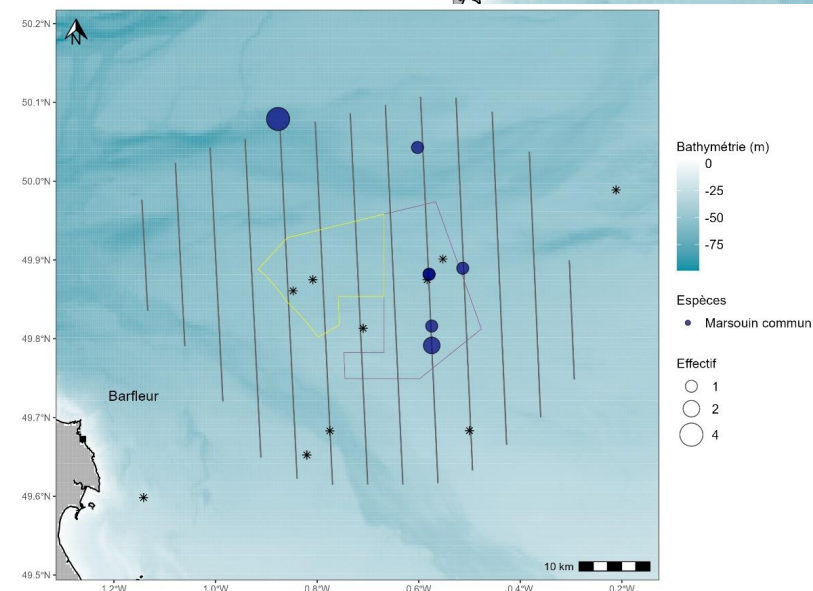 50.2°N
N
50.1°N
50.0°N
49.9°N
49.8°N
49.7°N
49.6°N
49.5°N
Barfleur
10 km
1.2°W
1.0°W
0.8°W
0.6°W
0.4°W
0.2°W
Bathymétrie (m)
0
-25
-50
-75
Espèces
Marsouin commun
Effectif
1
2
4